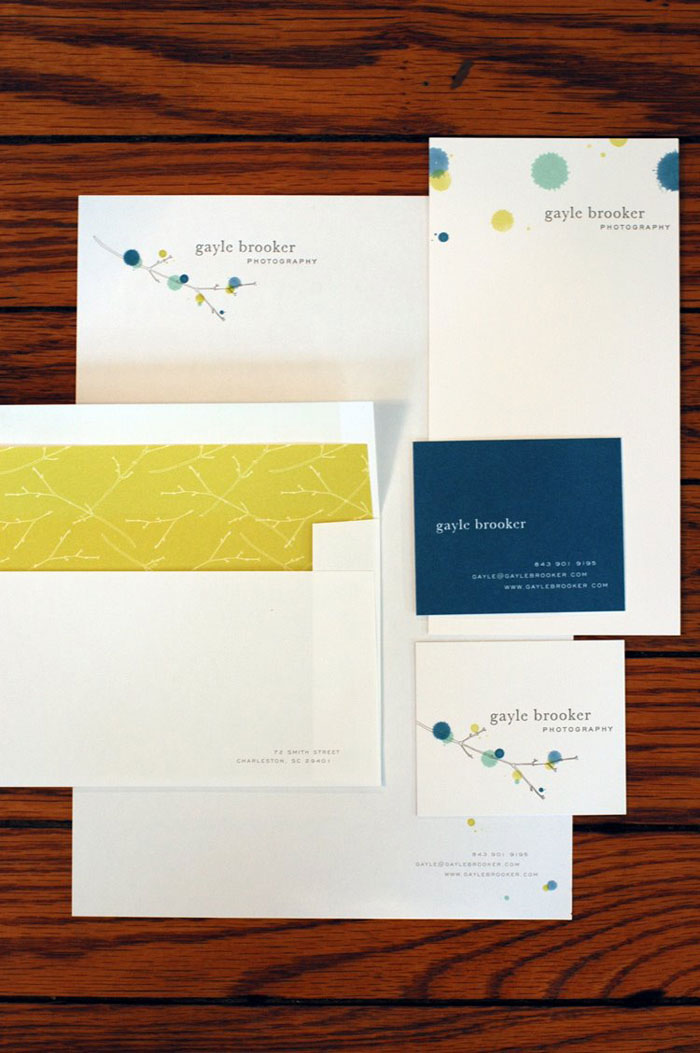 gayle brooker
PHOTOGRAPHY
gayle brooker
PHOTOGRAPHY
gayle brooker
843 901 9195
GAYLE@GAYLEBROOKER.COM
WWW.GAYLEBROOKER.COM
gayle brooker
PHOTOGRAPHY
72 SMITH STREET
CHARLESTON, SC 29401
843 901 9195
GAYLE@GAYLEBROOKER.COM
WWW.GAYLEBROOKER.COM